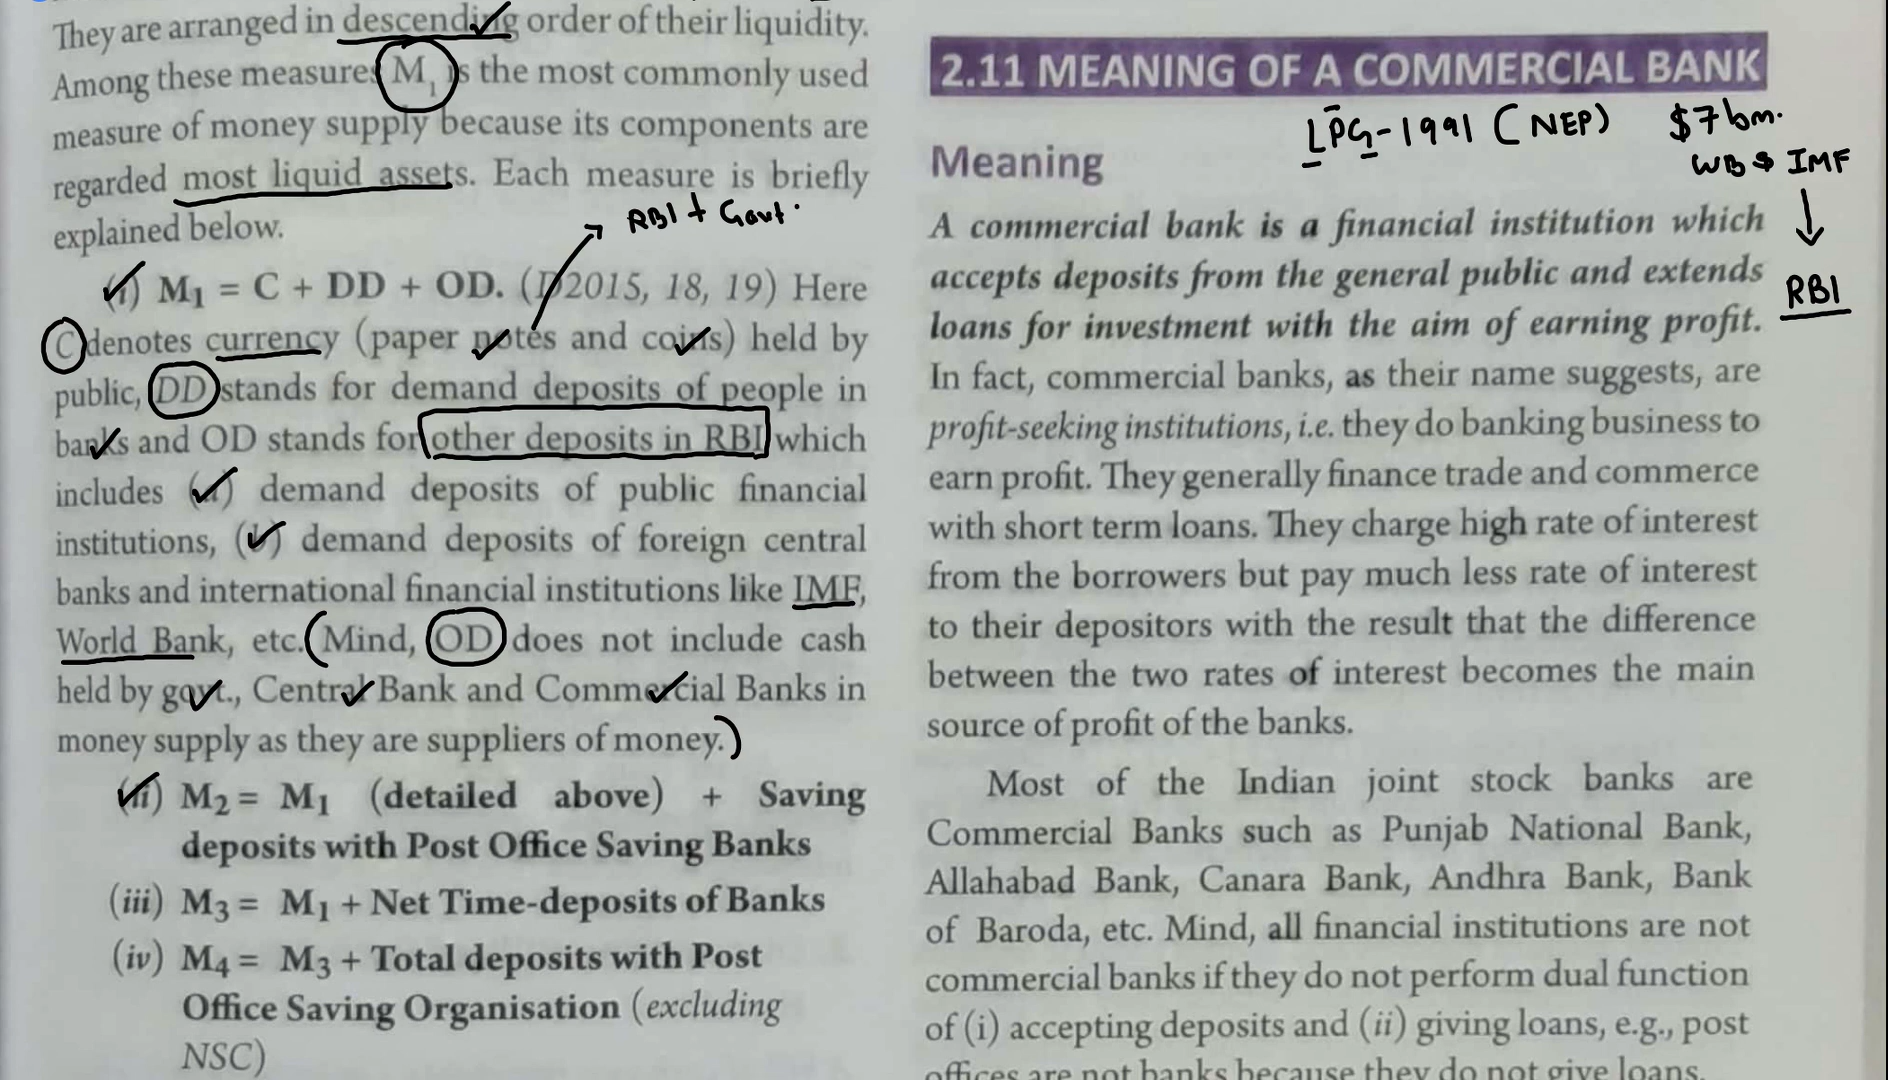 They are arranged in descending order of their liquidity.
Among these measures M₁ is the most commonly used
measure of money supply because its components are
regarded most liquid assets. Each measure is briefly
explained below.
RBI + Govt.
(i) M₁ = C + DD + OD. (D2015, 18, 19) Here
C denotes currency (paper notes and coins) held by
public, DD stands for demand deposits of people in
banks and OD stands for other deposits in RBI which
includes (a) demand deposits of public financial
institutions, (b) demand deposits of foreign central
banks and international financial institutions like IMF,
World Bank, etc. Mind, OD does not include cash
held by govt., Central Bank and Commercial Banks in
money supply as they are suppliers of money.)
(ii) M₂ = M₁ (detailed above) + Saving
deposits with Post Office Saving Banks
(iii) M₃ = M₁ + Net Time-deposits of Banks
(iv) M₄ = M₃ + Total deposits with Post
Office Saving Organisation (excluding
NSC)
2.11 MEANING OF A COMMERCIAL BANK
LPG-1991 (NEP) $7bn.
WB & IMF
RBI
Meaning
A commercial bank is a financial institution which
accepts deposits from the general public and extends
loans for investment with the aim of earning profit.
In fact, commercial banks, as their name suggests, are
profit-seeking institutions, i.e. they do banking business to
earn profit. They generally finance trade and commerce
with short term loans. They charge high rate of interest
from the borrowers but pay much less rate of interest
to their depositors with the result that the difference
between the two rates of interest becomes the main
source of profit of the banks.
Most of the Indian joint stock banks are
Commercial Banks such as Punjab National Bank,
Allahabad Bank, Canara Bank, Andhra Bank, Bank
of Baroda, etc. Mind, all financial institutions are not
commercial banks if they do not perform dual function
of (i) accepting deposits and (ii) giving loans, e.g., post
offices are not banks because they do not give loans.